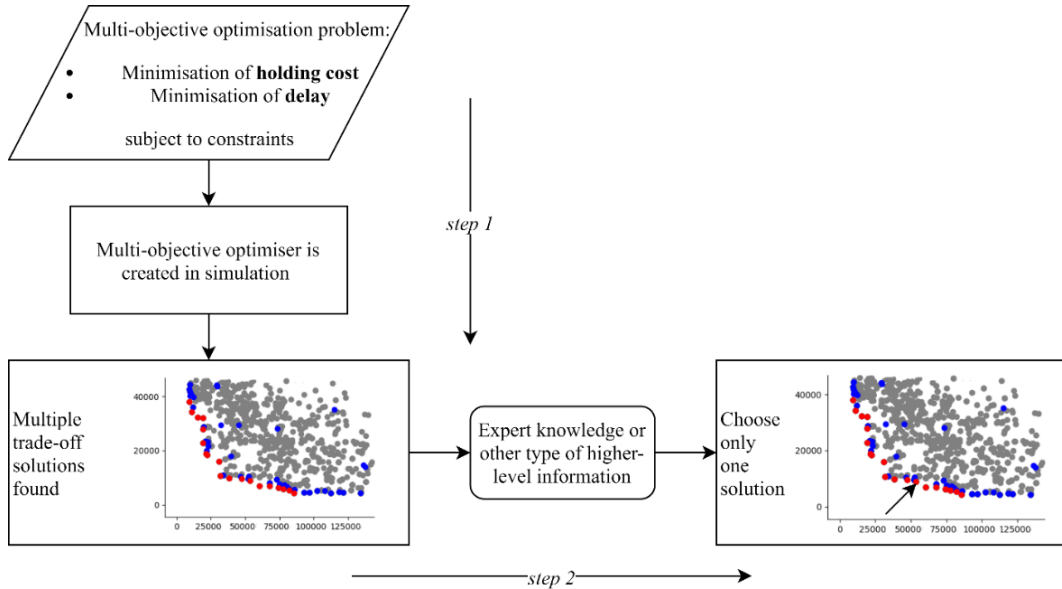 Multi-objective optimisation problem:
• Minimisation of holding cost
• Minimisation of delay
subject to constraints
Multi-objective optimiser is
created in simulation
step 1
Multiple
trade-off
solutions
found
40000
20000
0
0 25000 50000 75000 100000 125000
Expert knowledge or
other type of higher-
level information
Choose
only
one
solution
40000
20000
0
0 25000 50000 75000 100000 125000
step 2